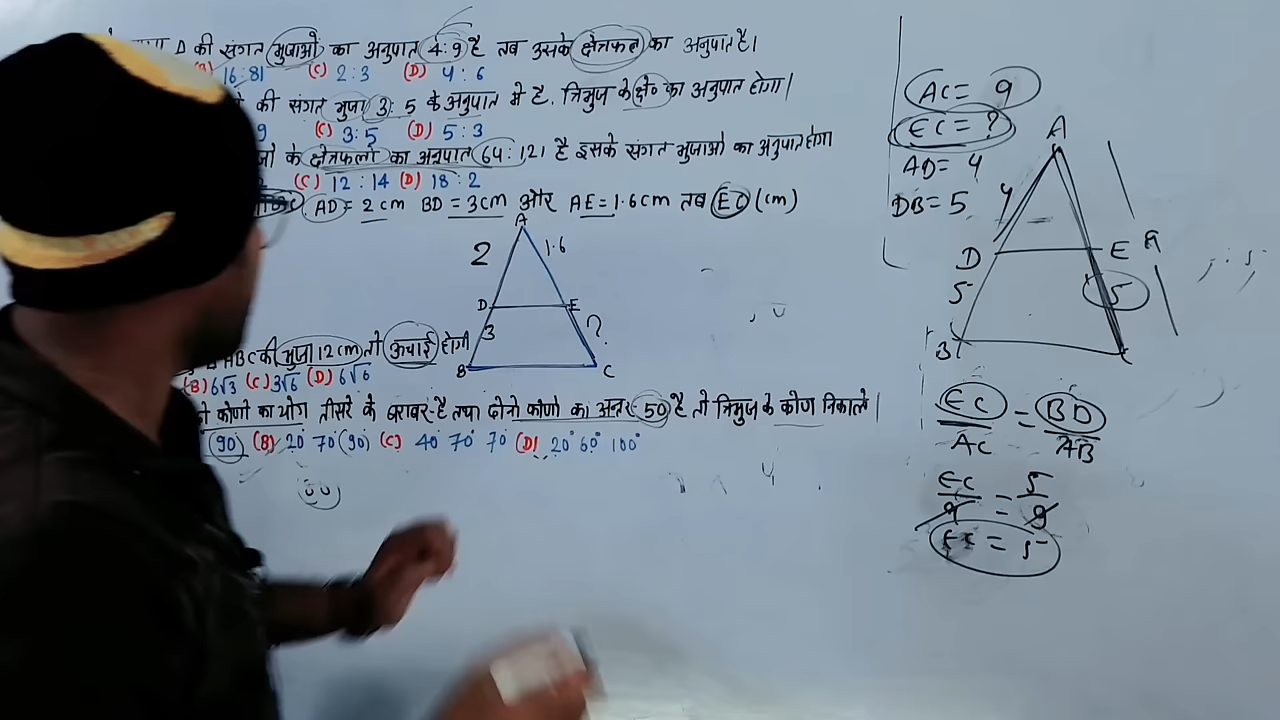 Δ की संगत भुजाओ का अनुपात 4:9 है तब उसके क्षेत्रफल का अनुपात है।
16:81 (C) 2:3 (D) 4:6
की संगत भुजा 3:5 के अनुपात मे है. त्रिभुज के क्षे० का अनुपात होगा|
9 (C) 3:5 (D) 5:3
के क्षेत्रफलो का अनुपात 64:121 है इसके संगत भुजाओ का अनुपात होगा
(C) 12:14 (D) 18:2
AD=2cm BD=3cm और AE=1.6cm तब EC (cm)
A
2 1.6
D E
3 ?
B C
ABC की भुजा 12cm तो ऊचाई होगी
(B) 6√3 (C) 3√6 (D) 6√6
कोणो का योग तीसरे के बराबर है तथा दोनो कोणो का अन्तर 50 है तो त्रिभुज के कोण निकाले|
(90) (B) 20° 70° (90) (C) 40° 70° 70° (D) 20° 60° 100°
AC = 9
EC = ?
AD = 4
DB = 5
A
4
D E
5 5
B C
EC/AC = BD/AB
EC/9 = 5/9
EC = 5